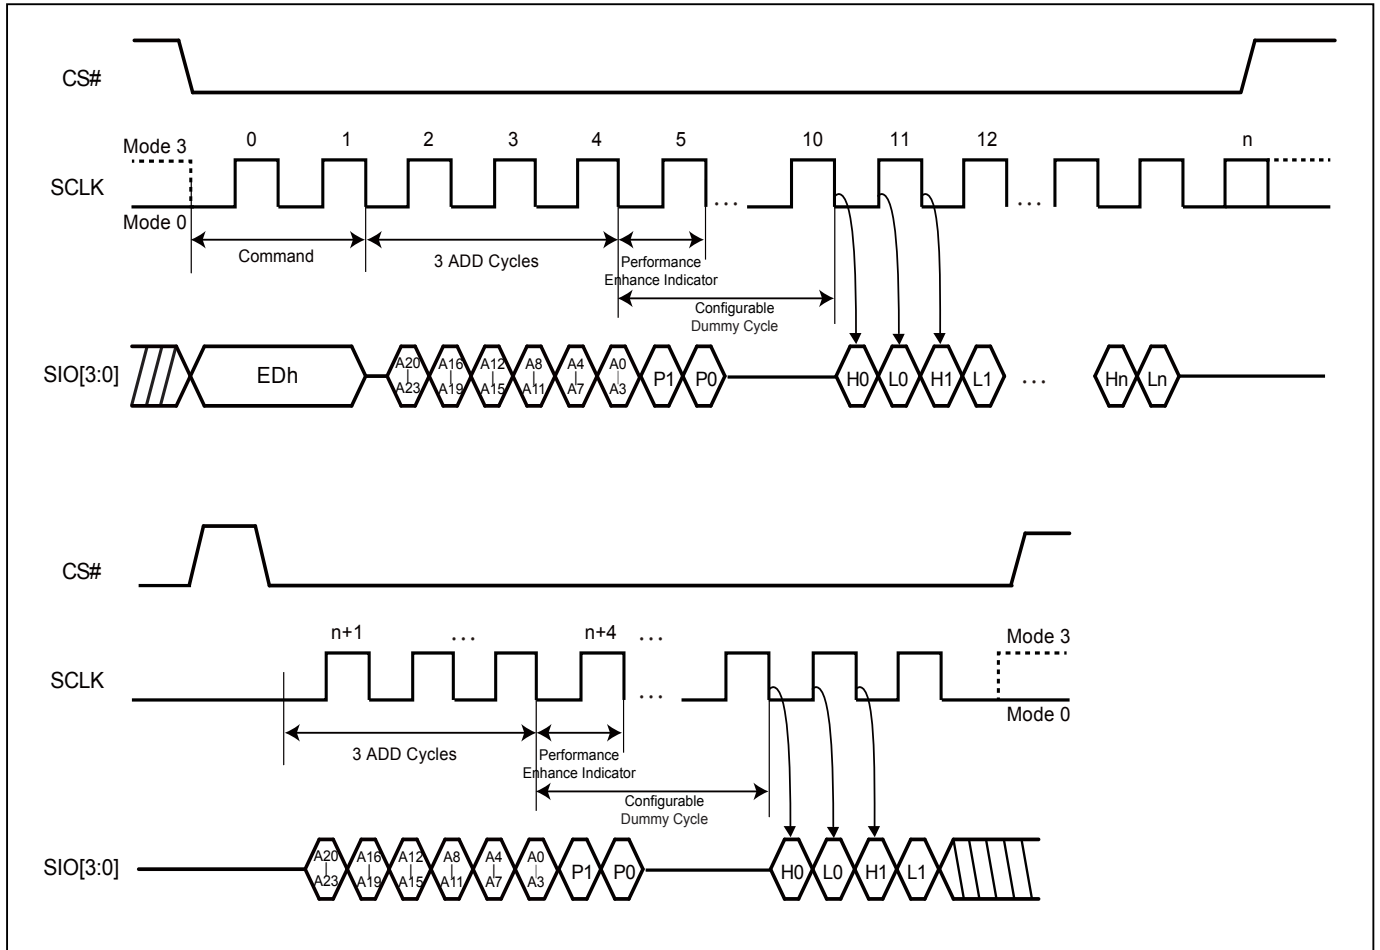 CS#
0 1 2 3 4 5 10 11 12 n
Mode 3
SCLK
... ...
Mode 0
Command
3 ADD Cycles
Performance
Enhance Indicator
Configurable
Dummy Cycle
SIO[3:0]
EDh
A20 | A23
A16 | A19
A12 | A15
A8 | A11
A4 | A7
A0 | A3
P1 P0
H0 L0 H1 L1 ... Hn Ln
CS#
n+1 ... n+4 ...
Mode 3
SCLK
...
Mode 0
3 ADD Cycles
Performance
Enhance Indicator
Configurable
Dummy Cycle
SIO[3:0]
A20 | A23
A16 | A19
A12 | A15
A8 | A11
A4 | A7
A0 | A3
P1 P0
H0 L0 H1 L1